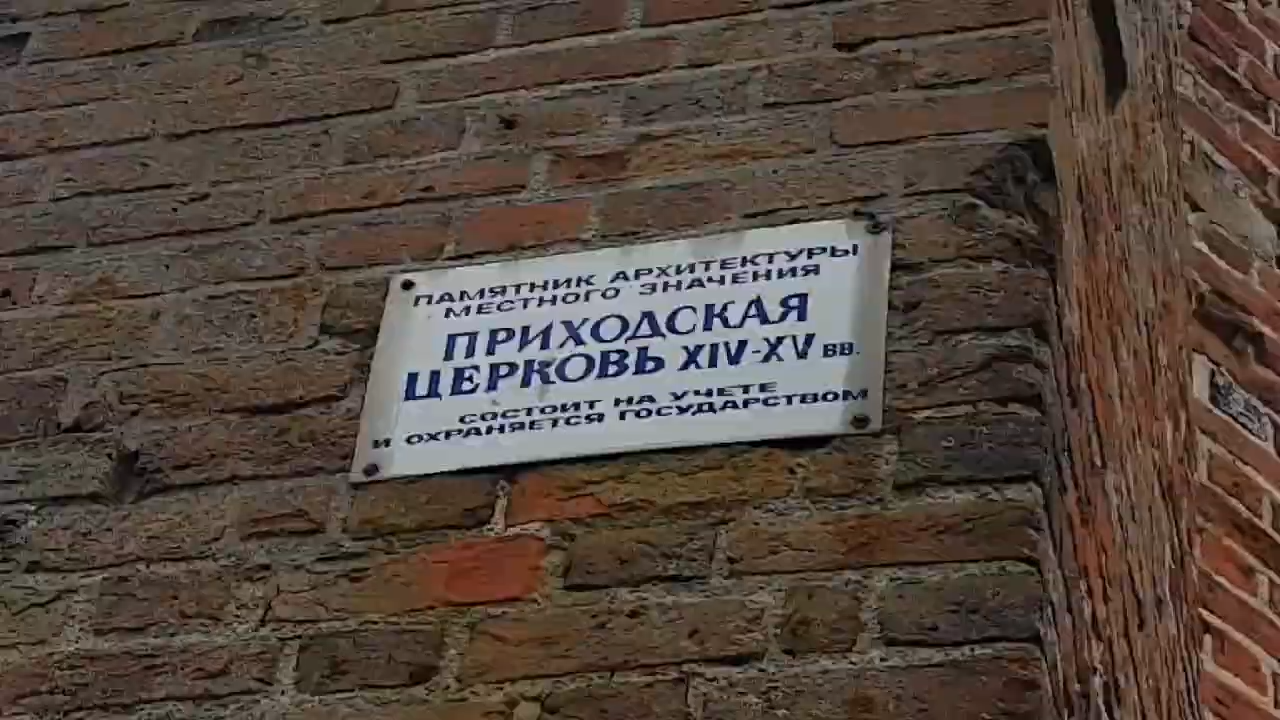 ПАМЯТНИК АРХИТЕКТУРЫ
МЕСТНОГО ЗНАЧЕНИЯ
ПРИХОДСКАЯ
ЦЕРКОВЬ XIV-XV ВВ.
СОСТОИТ НА УЧЕТЕ
И ОХРАНЯЕТСЯ ГОСУДАРСТВОМ